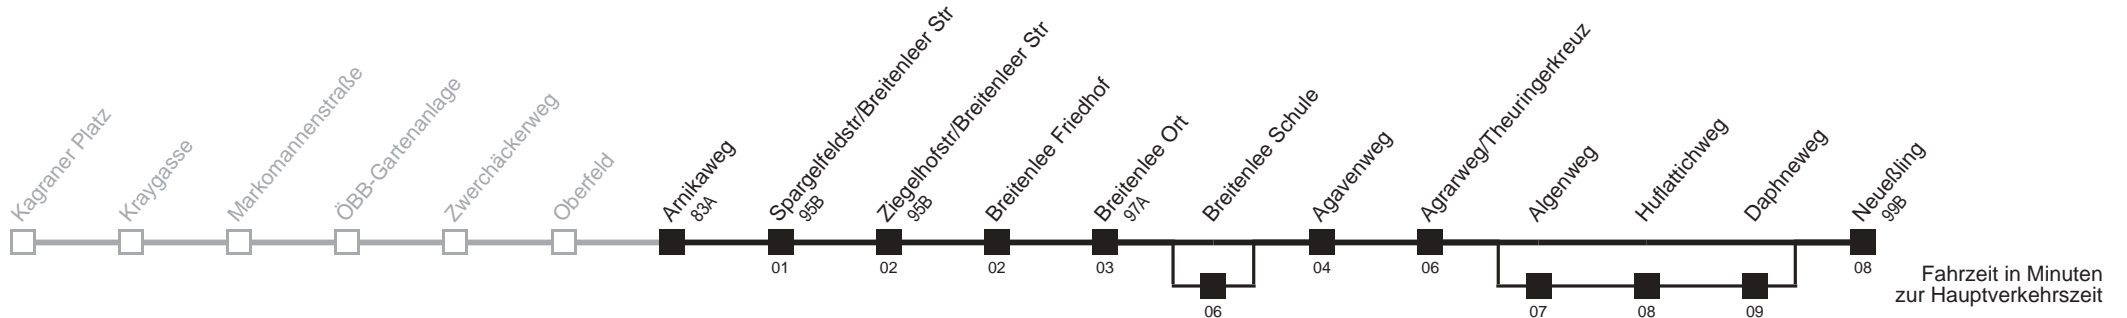 Kagraner Platz
Kraygasse
Markomannenstraße
ÖBB-Gartenanlage
Zwerchäckerweg
Oberfeld
Arnikaweg
83A
Spargelfeldstr/Breitenleer Str
95B
01
Ziegelhofstr/Breitenleer Str
95B
02
Breitenlee Friedhof
02
Breitenlee Ort
97A
03
Breitenlee Schule
06
Agavenweg
04
Agrarweg/Theuringerkreuz
06
Algenweg
07
Huflattichweg
08
Daphneweg
09
Neueßling
99B
08
Fahrzeit in Minuten
zur Hauptverkehrszeit